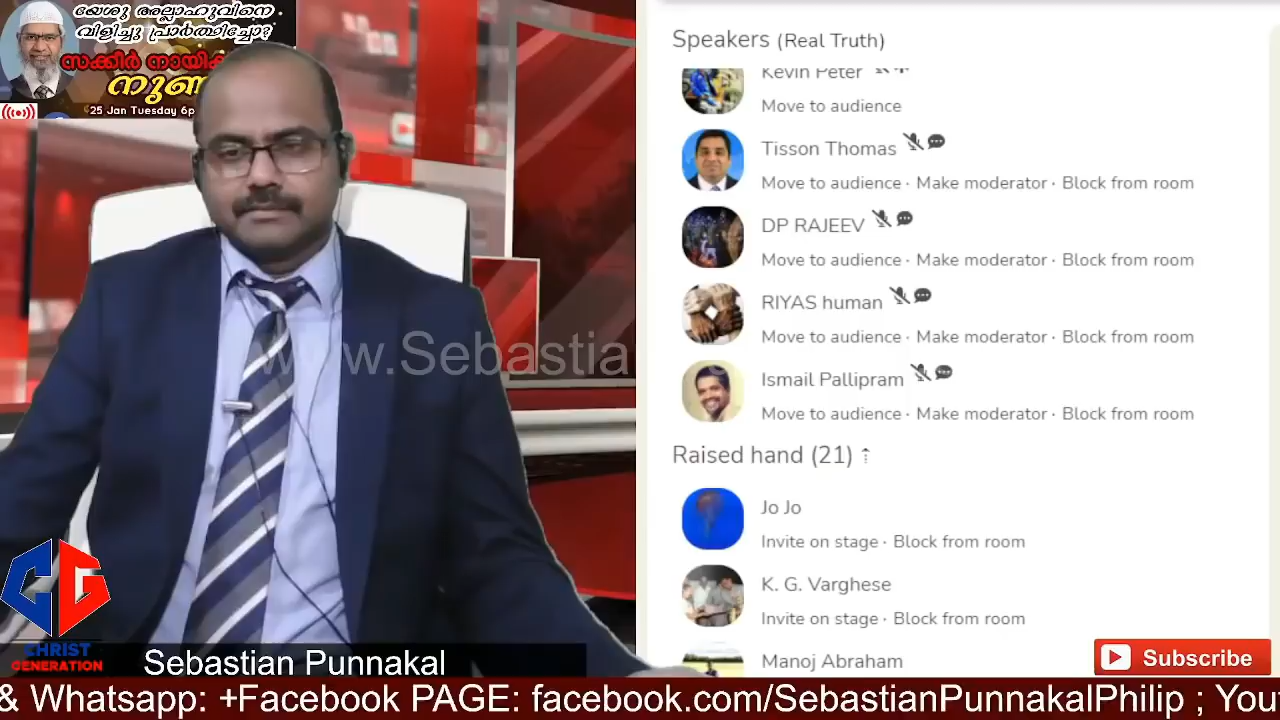 യേശു അല്ലാഹുവിനെ
വിളിച്ചു പ്രാർത്ഥിച്ചോ?
സക്കീർ നായിക്
25 Jan Tuesday 6p
www.Sebastia
CHRIST
GENERATION
Sebastian Punnakal
Speakers (Real Truth)
Kevin Peter
Move to audience
Tisson Thomas
Move to audience · Make moderator · Block from room
DP RAJEEV
Move to audience · Make moderator · Block from room
RIYAS human
Move to audience · Make moderator · Block from room
Ismail Pallipram
Move to audience · Make moderator · Block from room
Raised hand (21)
Jo Jo
Invite on stage · Block from room
K. G. Varghese
Invite on stage · Block from room
Manoj Abraham
Subscribe
& Whatsapp: +Facebook PAGE: facebook.com/SebastianPunnakalPhilip ; You